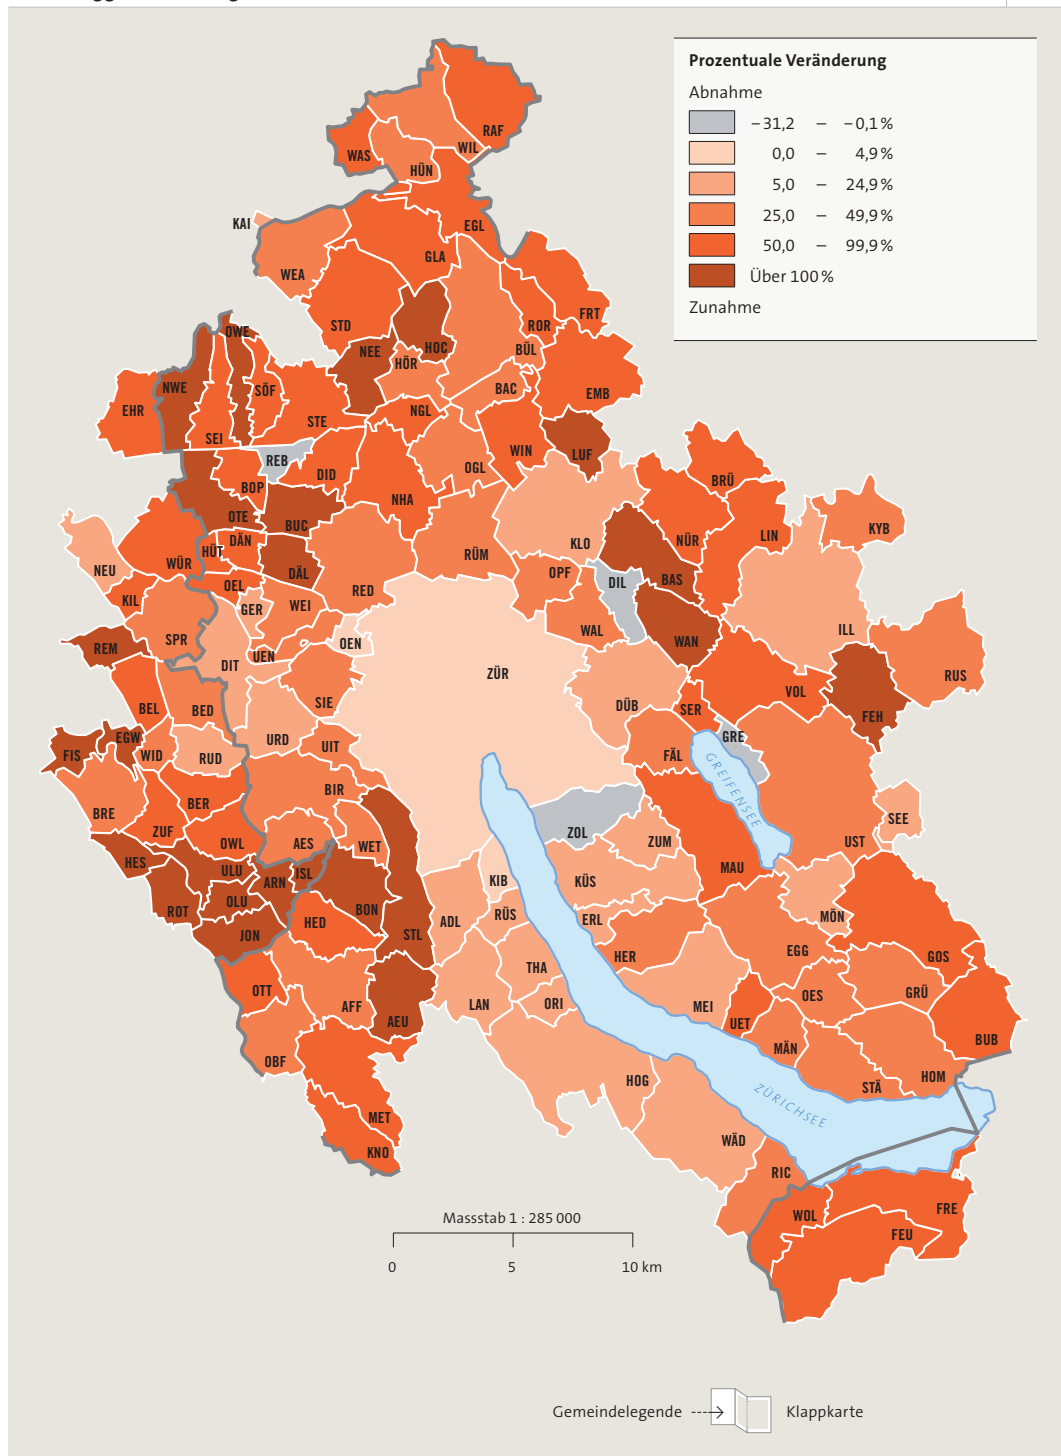 Prozentuale Veränderung
Abnahme
–31,2 – –0,1%
0,0 – 4,9%
5,0 – 24,9%
25,0 – 49,9%
50,0 – 99,9%
Über 100%
Zunahme
RAF
WAS
WIL
HÜN
KAI
EGL
GLA
WEA
FRT
STD
ROR
OWE
NEE
HOC
BÜL
HÖR
NWE
SÖF
BAC
EMB
EHR
NGL
STE
SEI
WIN
LUF
REB
OGL
DID
BRÜ
BOP
NHA
OTE
BUC
KYB
LIN
DÄN
KLO
NÜR
HÜT
RÜM
WÜR
NEU
DÄL
OPF
BAS
DIL
OEL
RED
KIL
GER
WEI
WAL
ILL
SPR
WAN
OEN
REM
UEN
DIT
ZÜR
RUS
VOL
SIE
DÜB
BEL
BED
SER
FEH
EGW
URD
GRE
UIT
FIS
WID
RUD
FÄL
GREIFENSEE
BIR
BER
BRE
SEE
ZUF
ZOL
OWL
AES
WET
ZUM
UST
HES
MAU
ULU
ISL
ARN
KIB
KÜS
OLU
ROT
BON
RÜS
MÖN
HED
ADL
ERL
JON
STL
EGG
HER
GOS
THA
OTT
GRÜ
OES
AFF
LAN
ORI
MEI
AEU
UET
BUB
MÄN
OBF
HOM
HOG
STÄ
ZÜRICHSEE
MET
WÄD
KNO
RIC
FRE
WOL
Massstab 1 : 285 000
FEU
0 5 10 km
Gemeindelegende Klappkarte